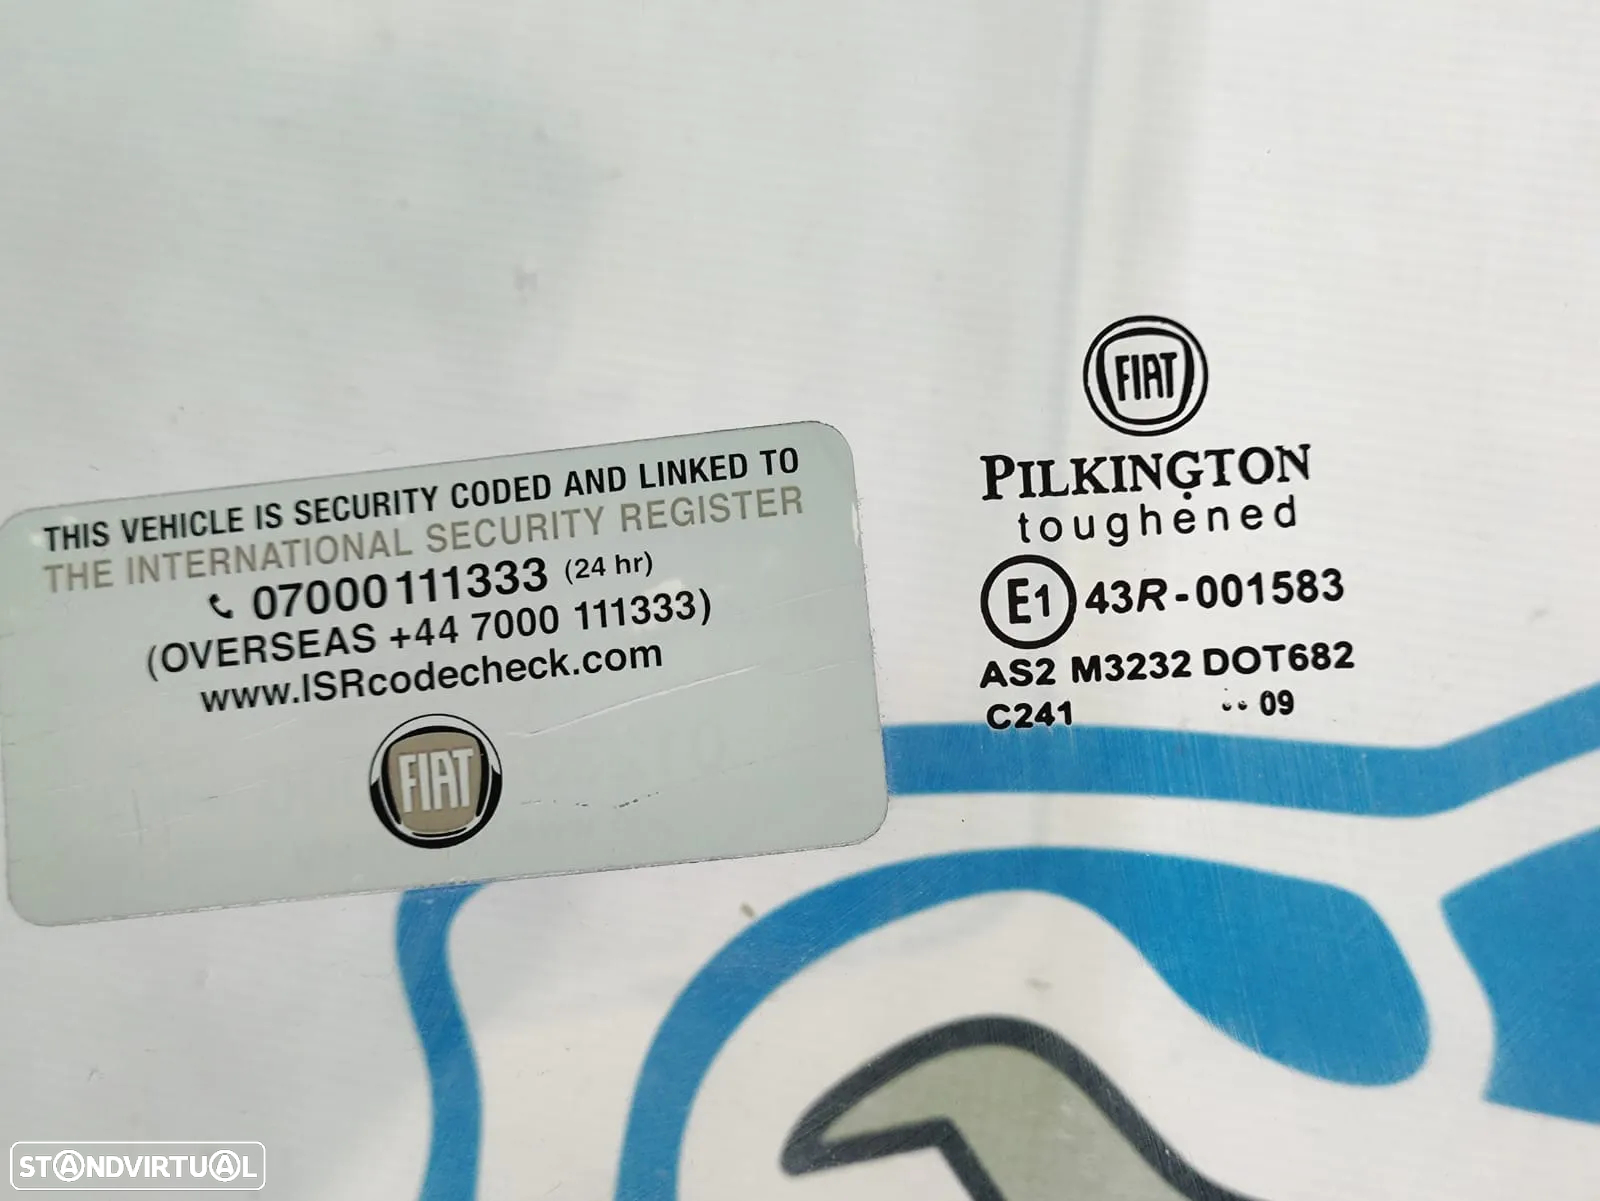 THIS VEHICLE IS SECURITY CODED AND LINKED TO
THE INTERNATIONAL SECURITY REGISTER
07000 111333 (24 hr)
(OVERSEAS +44 7000 111333)
www.ISRcodecheck.com
FIAT
FIAT
PILKINGTON
toughened
E1 43R-001583
AS2 M3232 DOT682
C241 .. 09
STANDVIRTUAL